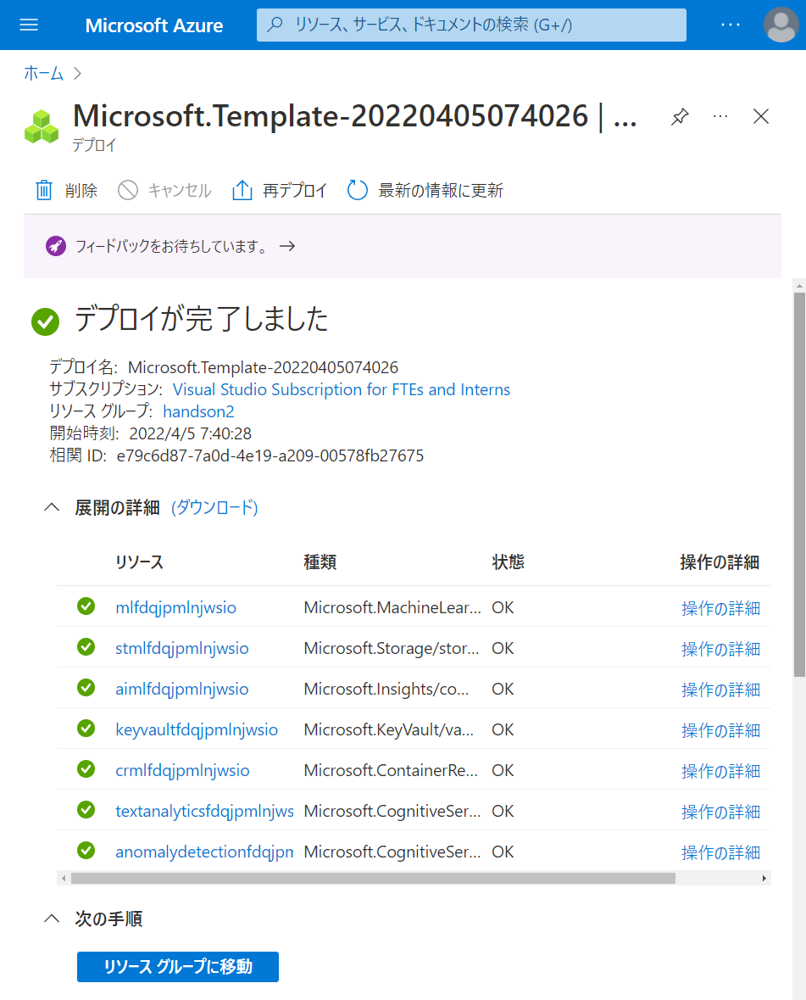 Microsoft Azure
リソース、サービス、ドキュメントの検索 (G+/)
ホーム
Microsoft.Template-20220405074026 | ...
デプロイ
削除 キャンセル 再デプロイ 最新の情報に更新
フィードバックをお待ちしています。 →
デプロイが完了しました
デプロイ名: Microsoft.Template-20220405074026
サブスクリプション: Visual Studio Subscription for FTEs and Interns
リソース グループ: handson2
開始時刻: 2022/4/5 7:40:28
相関 ID: e79c6d87-7a0d-4e19-a209-00578fb27675
展開の詳細 (ダウンロード)
リソース 種類 状態 操作の詳細
mlfdqjpmlnjwsio Microsoft.MachineLear... OK 操作の詳細
stmlfdqjpmlnjwsio Microsoft.Storage/stor... OK 操作の詳細
aimlfdqjpmlnjwsio Microsoft.Insights/co... OK 操作の詳細
keyvaultfdqjpmlnjwsio Microsoft.KeyVault/va... OK 操作の詳細
crmlfdqjpmlnjwsio Microsoft.ContainerRe... OK 操作の詳細
textanalyticsfdqjpmlnjws Microsoft.CognitiveSer... OK 操作の詳細
anomalydetectionfdqjpm Microsoft.CognitiveSer... OK 操作の詳細
次の手順
リソース グループに移動